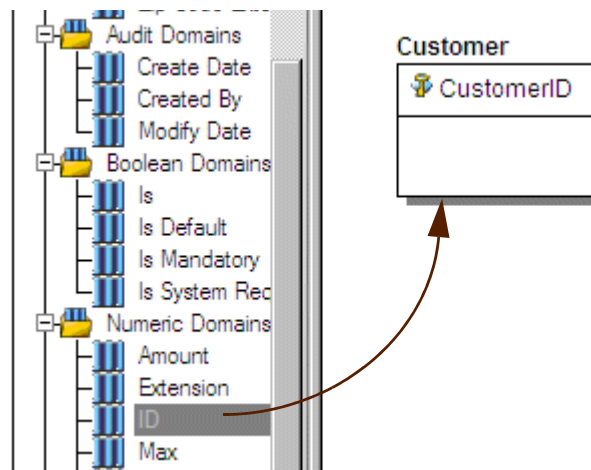 Audit Domains
Create Date
Created By
Modify Date
Boolean Domains
Is
Is Default
Is Mandatory
Is System Rec
Numeric Domains
Amount
Extension
ID
Max
Customer
CustomerID